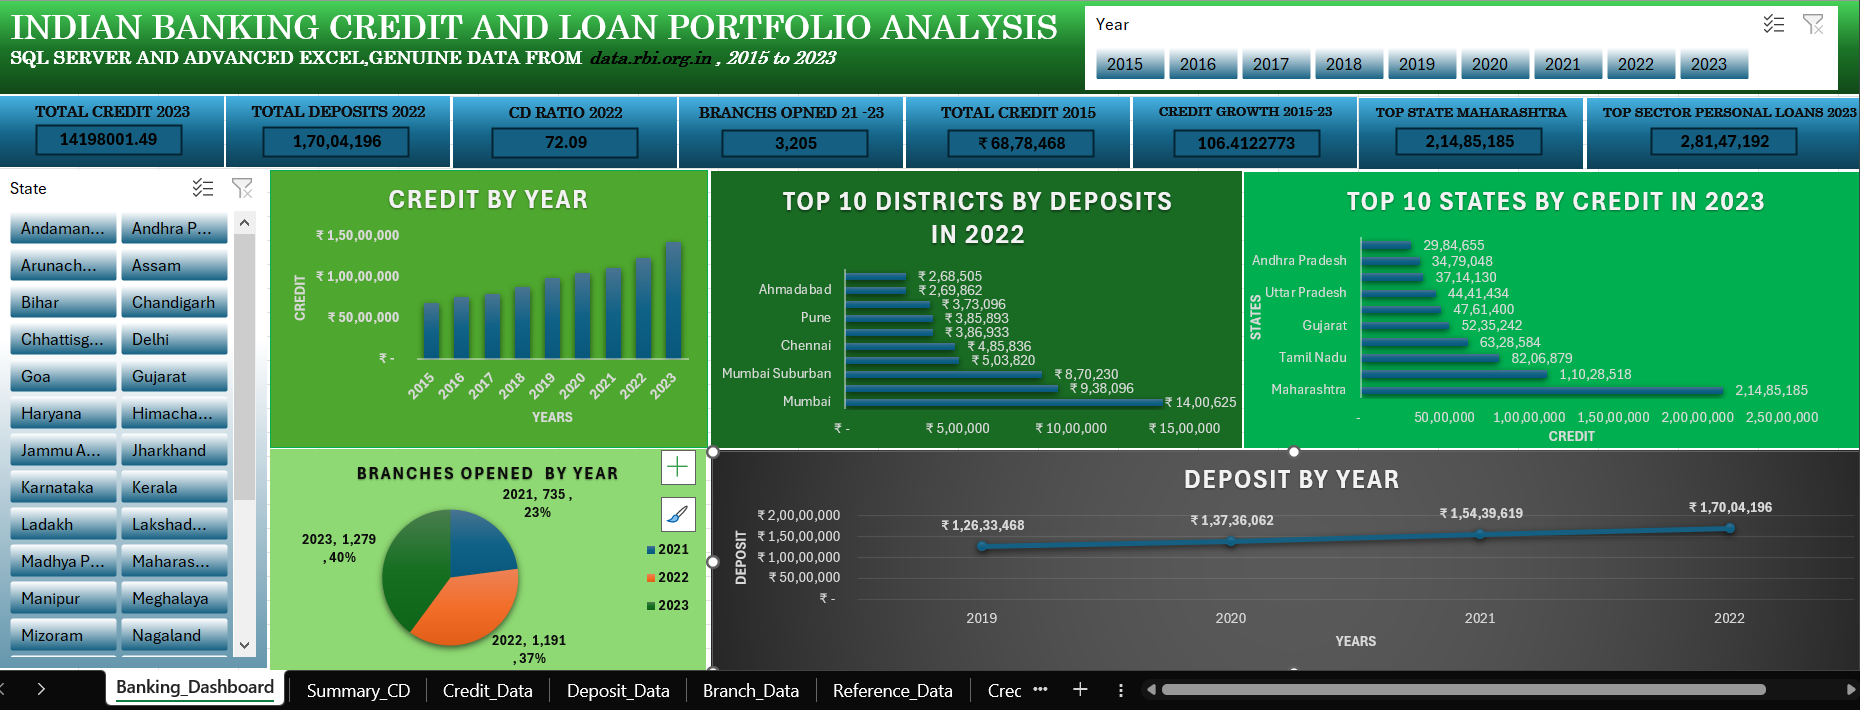 INDIAN BANKING CREDIT AND LOAN PORTFOLIO ANALYSIS
SQL SERVER AND ADVANCED EXCEL,GENUINE DATA FROM data.rbi.org.in , 2015 to 2023
Year
2015 2016 2017 2018 2019 2020 2021 2022 2023
TOTAL CREDIT 2023
14198001.49
TOTAL DEPOSITS 2022
1,70,04,196
CD RATIO 2022
72.09
BRANCHS OPNED 21 -23
3,205
TOTAL CREDIT 2015
₹ 68,78,468
CREDIT GROWTH 2015-23
106.4122773
TOP STATE MAHARASHTRA
2,14,85,185
TOP SECTOR PERSONAL LOANS 2023
2,81,47,192
State
Andaman... Andhra P...
Arunach... Assam
Bihar Chandigarh
Chhattisg... Delhi
Goa Gujarat
Haryana Himacha...
Jammu A... Jharkhand
Karnataka Kerala
Ladakh Lakshad...
Madhya P... Maharas...
Manipur Meghalaya
Mizoram Nagaland
CREDIT BY YEAR
CREDIT
₹ 1,50,00,000
₹ 1,00,00,000
₹ 50,00,000
₹ -
2015 2016 2017 2018 2019 2020 2021 2022 2023
YEARS
TOP 10 DISTRICTS BY DEPOSITS
IN 2022
₹ 2,68,505
Ahmadabad ₹ 2,69,862
₹ 3,73,096
Pune ₹ 3,85,893
₹ 3,86,933
Chennai ₹ 4,85,836
₹ 5,03,820
Mumbai Suburban ₹ 8,70,230
₹ 9,38,096
Mumbai ₹ 14,00,625
₹ - ₹ 5,00,000 ₹ 10,00,000 ₹ 15,00,000
TOP 10 STATES BY CREDIT IN 2023
STATES
29,84,655
Andhra Pradesh 34,79,048
37,14,130
Uttar Pradesh 44,41,434
47,61,400
Gujarat 52,35,242
63,28,584
Tamil Nadu 82,06,879
1,10,28,518
Maharashtra 2,14,85,185
- 50,00,000 1,00,00,000 1,50,00,000 2,00,00,000 2,50,00,000
CREDIT
BRANCHES OPENED BY YEAR
2021, 735 ,
23%
2023, 1,279
, 40%
2022, 1,191
, 37%
2021
2022
2023
DEPOSIT BY YEAR
DEPOSIT
₹ 2,00,00,000
₹ 1,50,00,000
₹ 1,00,00,000
₹ 50,00,000
₹ -
₹ 1,26,33,468 ₹ 1,37,36,062 ₹ 1,54,39,619 ₹ 1,70,04,196
2019 2020 2021 2022
YEARS
Banking_Dashboard Summary_CD Credit_Data Deposit_Data Branch_Data Reference_Data Crec ...